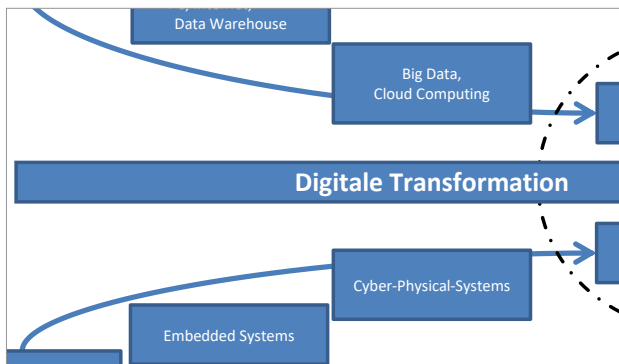 Data Warehouse
Big Data,
Cloud Computing
Digitale Transformation
Cyber-Physical-Systems
Embedded Systems